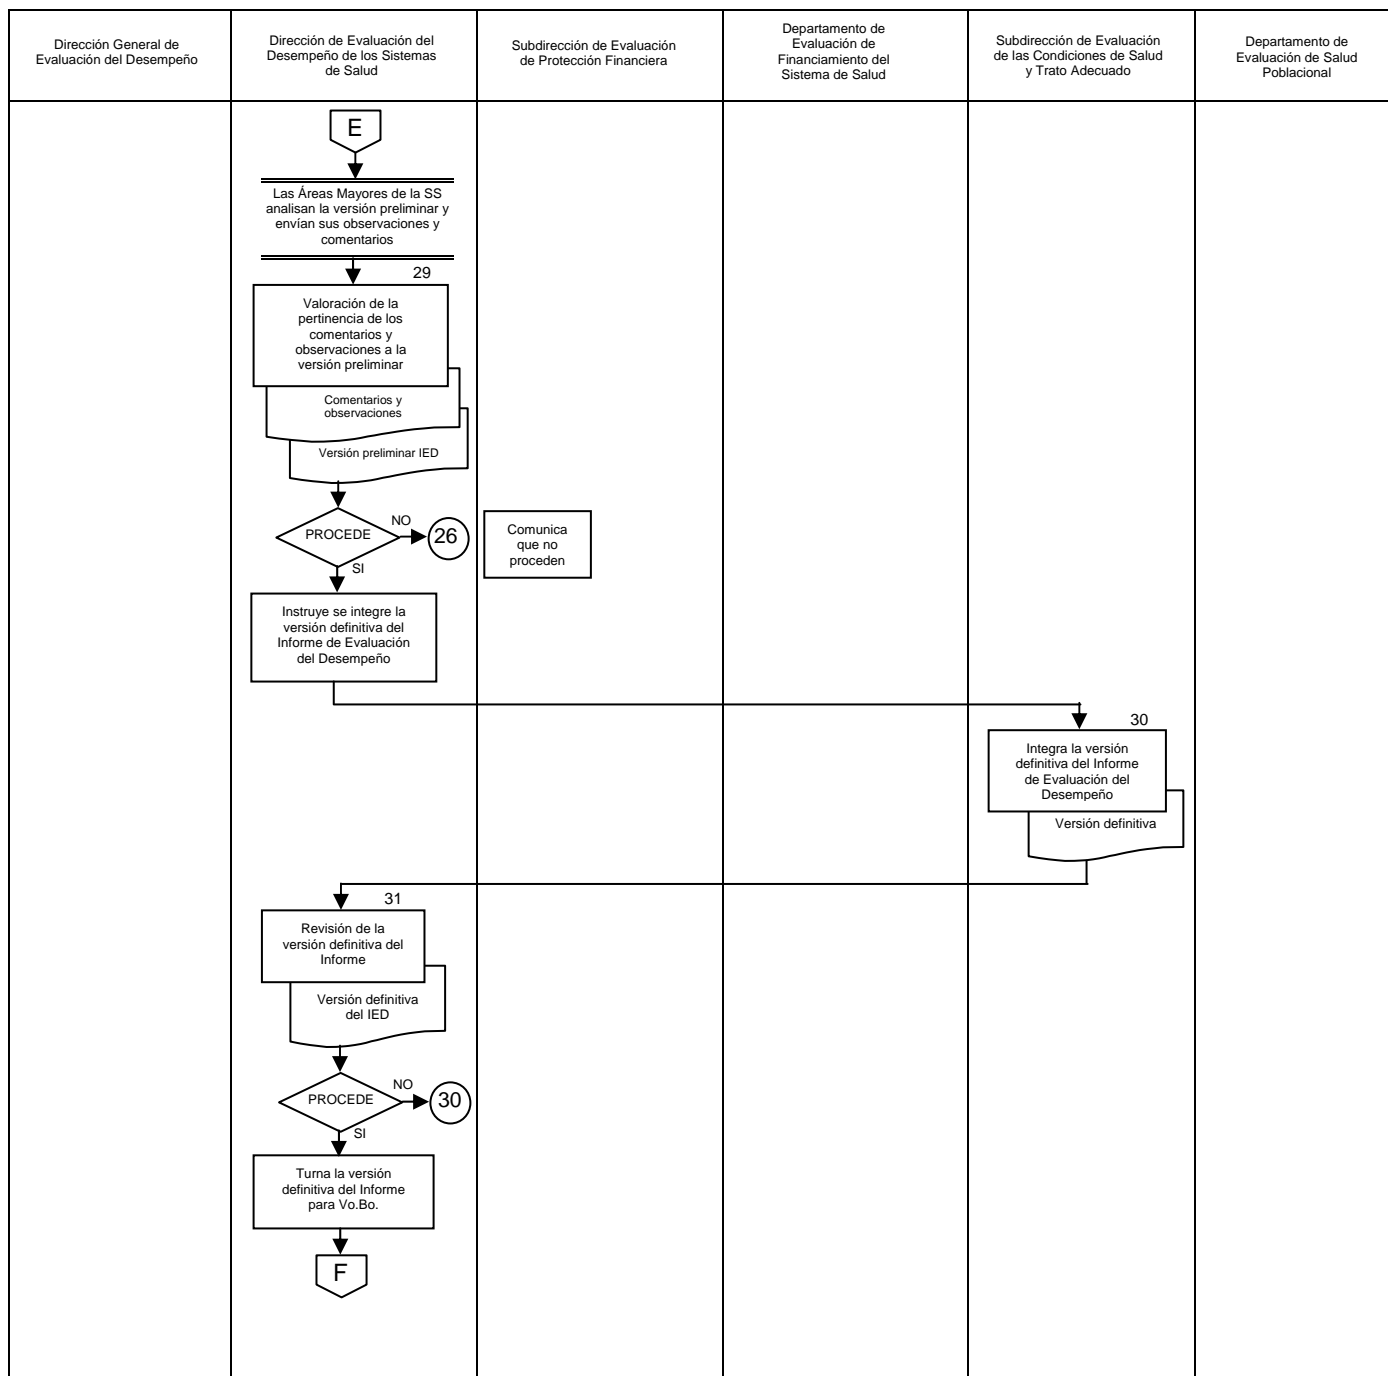 Dirección General de
Evaluación del Desempeño
Dirección de Evaluación del
Desempeño de los Sistemas
de Salud
Subdirección de Evaluación
de Protección Financiera
Departamento de
Evaluación de
Financiamiento del
Sistema de Salud
Subdirección de Evaluación
de las Condiciones de Salud
y Trato Adecuado
Departamento de
Evaluación de Salud
Poblacional
E
Las Áreas Mayores de la SS
analisan la versión preliminar y
envían sus observaciones y
comentarios
29
Valoración de la
pertinencia de los
comentarios y
observaciones a la
versión preliminar
Comentarios y
observaciones
Versión preliminar IED
PROCEDE
NO
26
Comunica
que no
proceden
SI
Instruye se integre la
versión definitiva del
Informe de Evaluación
del Desempeño
30
Integra la versión
definitiva del Informe
de Evaluación del
Desempeño
Versión definitiva
31
Revisión de la
versión definitiva del
Informe
Versión definitiva
del IED
PROCEDE
NO
30
SI
Turna la versión
definitiva del Informe
para Vo.Bo.
F